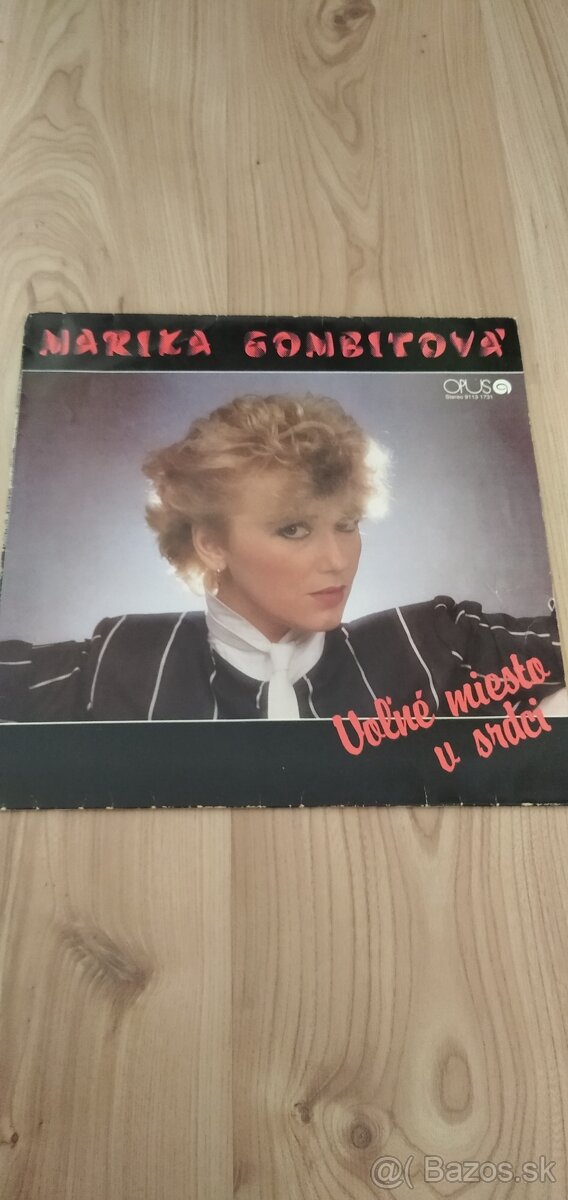 MARIKA GOMBITOVÁ
OPUS
Stereo 9113 1731
Voľné miesto
v srdci
@( Bazos.sk